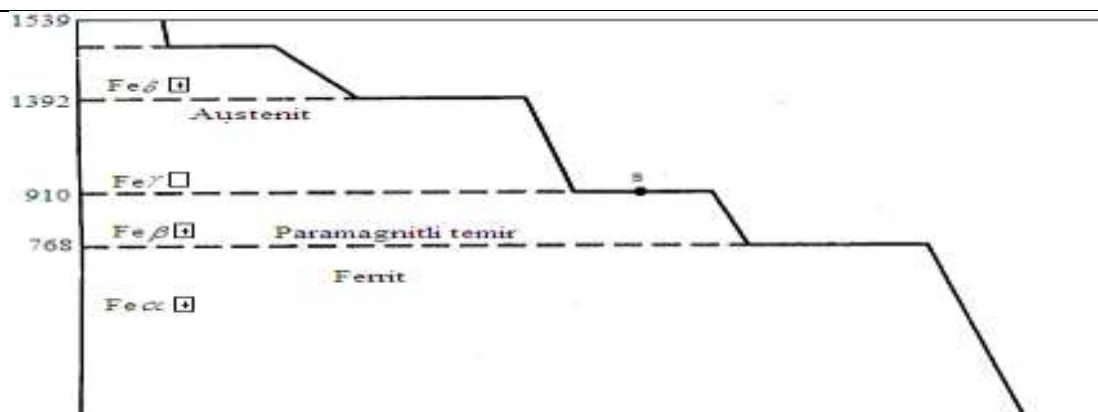 1539
Fe δ
1392
Austenit
Fe γ
s
910
Fe β
Paramagnitli temir
768
Ferrit
Fe α